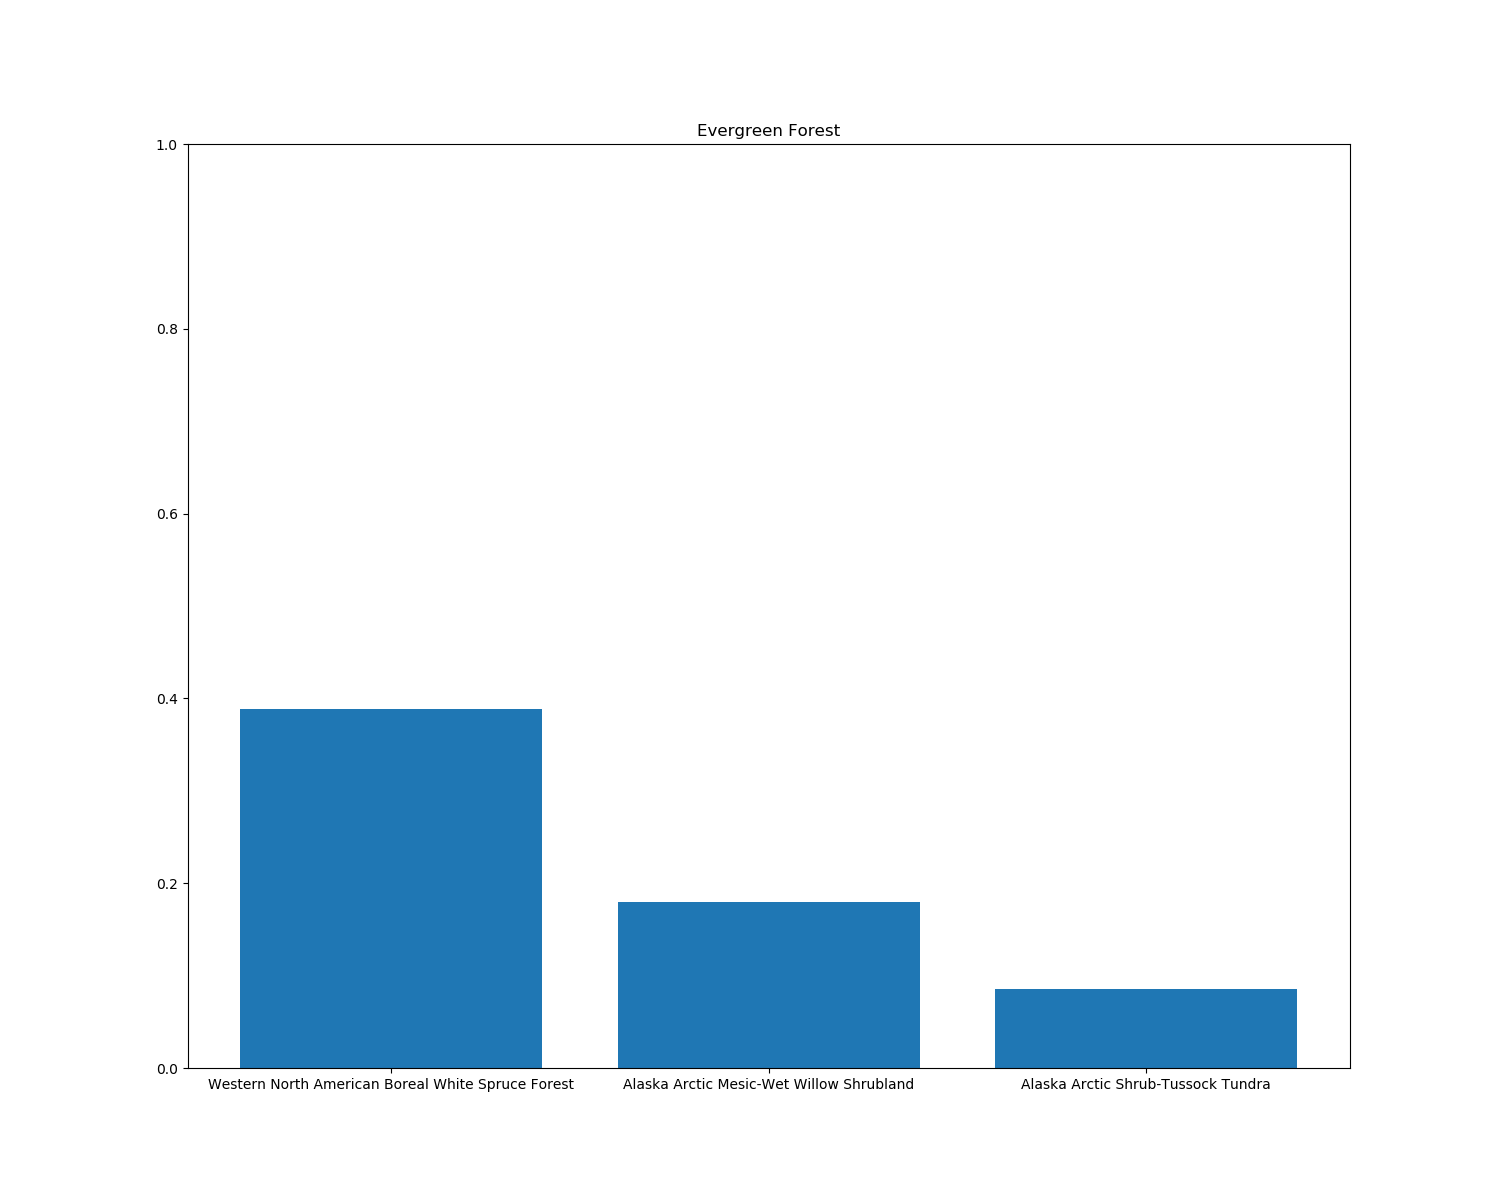 Evergreen Forest
1.0
0.8
0.6
0.4
0.2
0.0
Western North American Boreal White Spruce Forest
Alaska Arctic Mesic-Wet Willow Shrubland
Alaska Arctic Shrub-Tussock Tundra